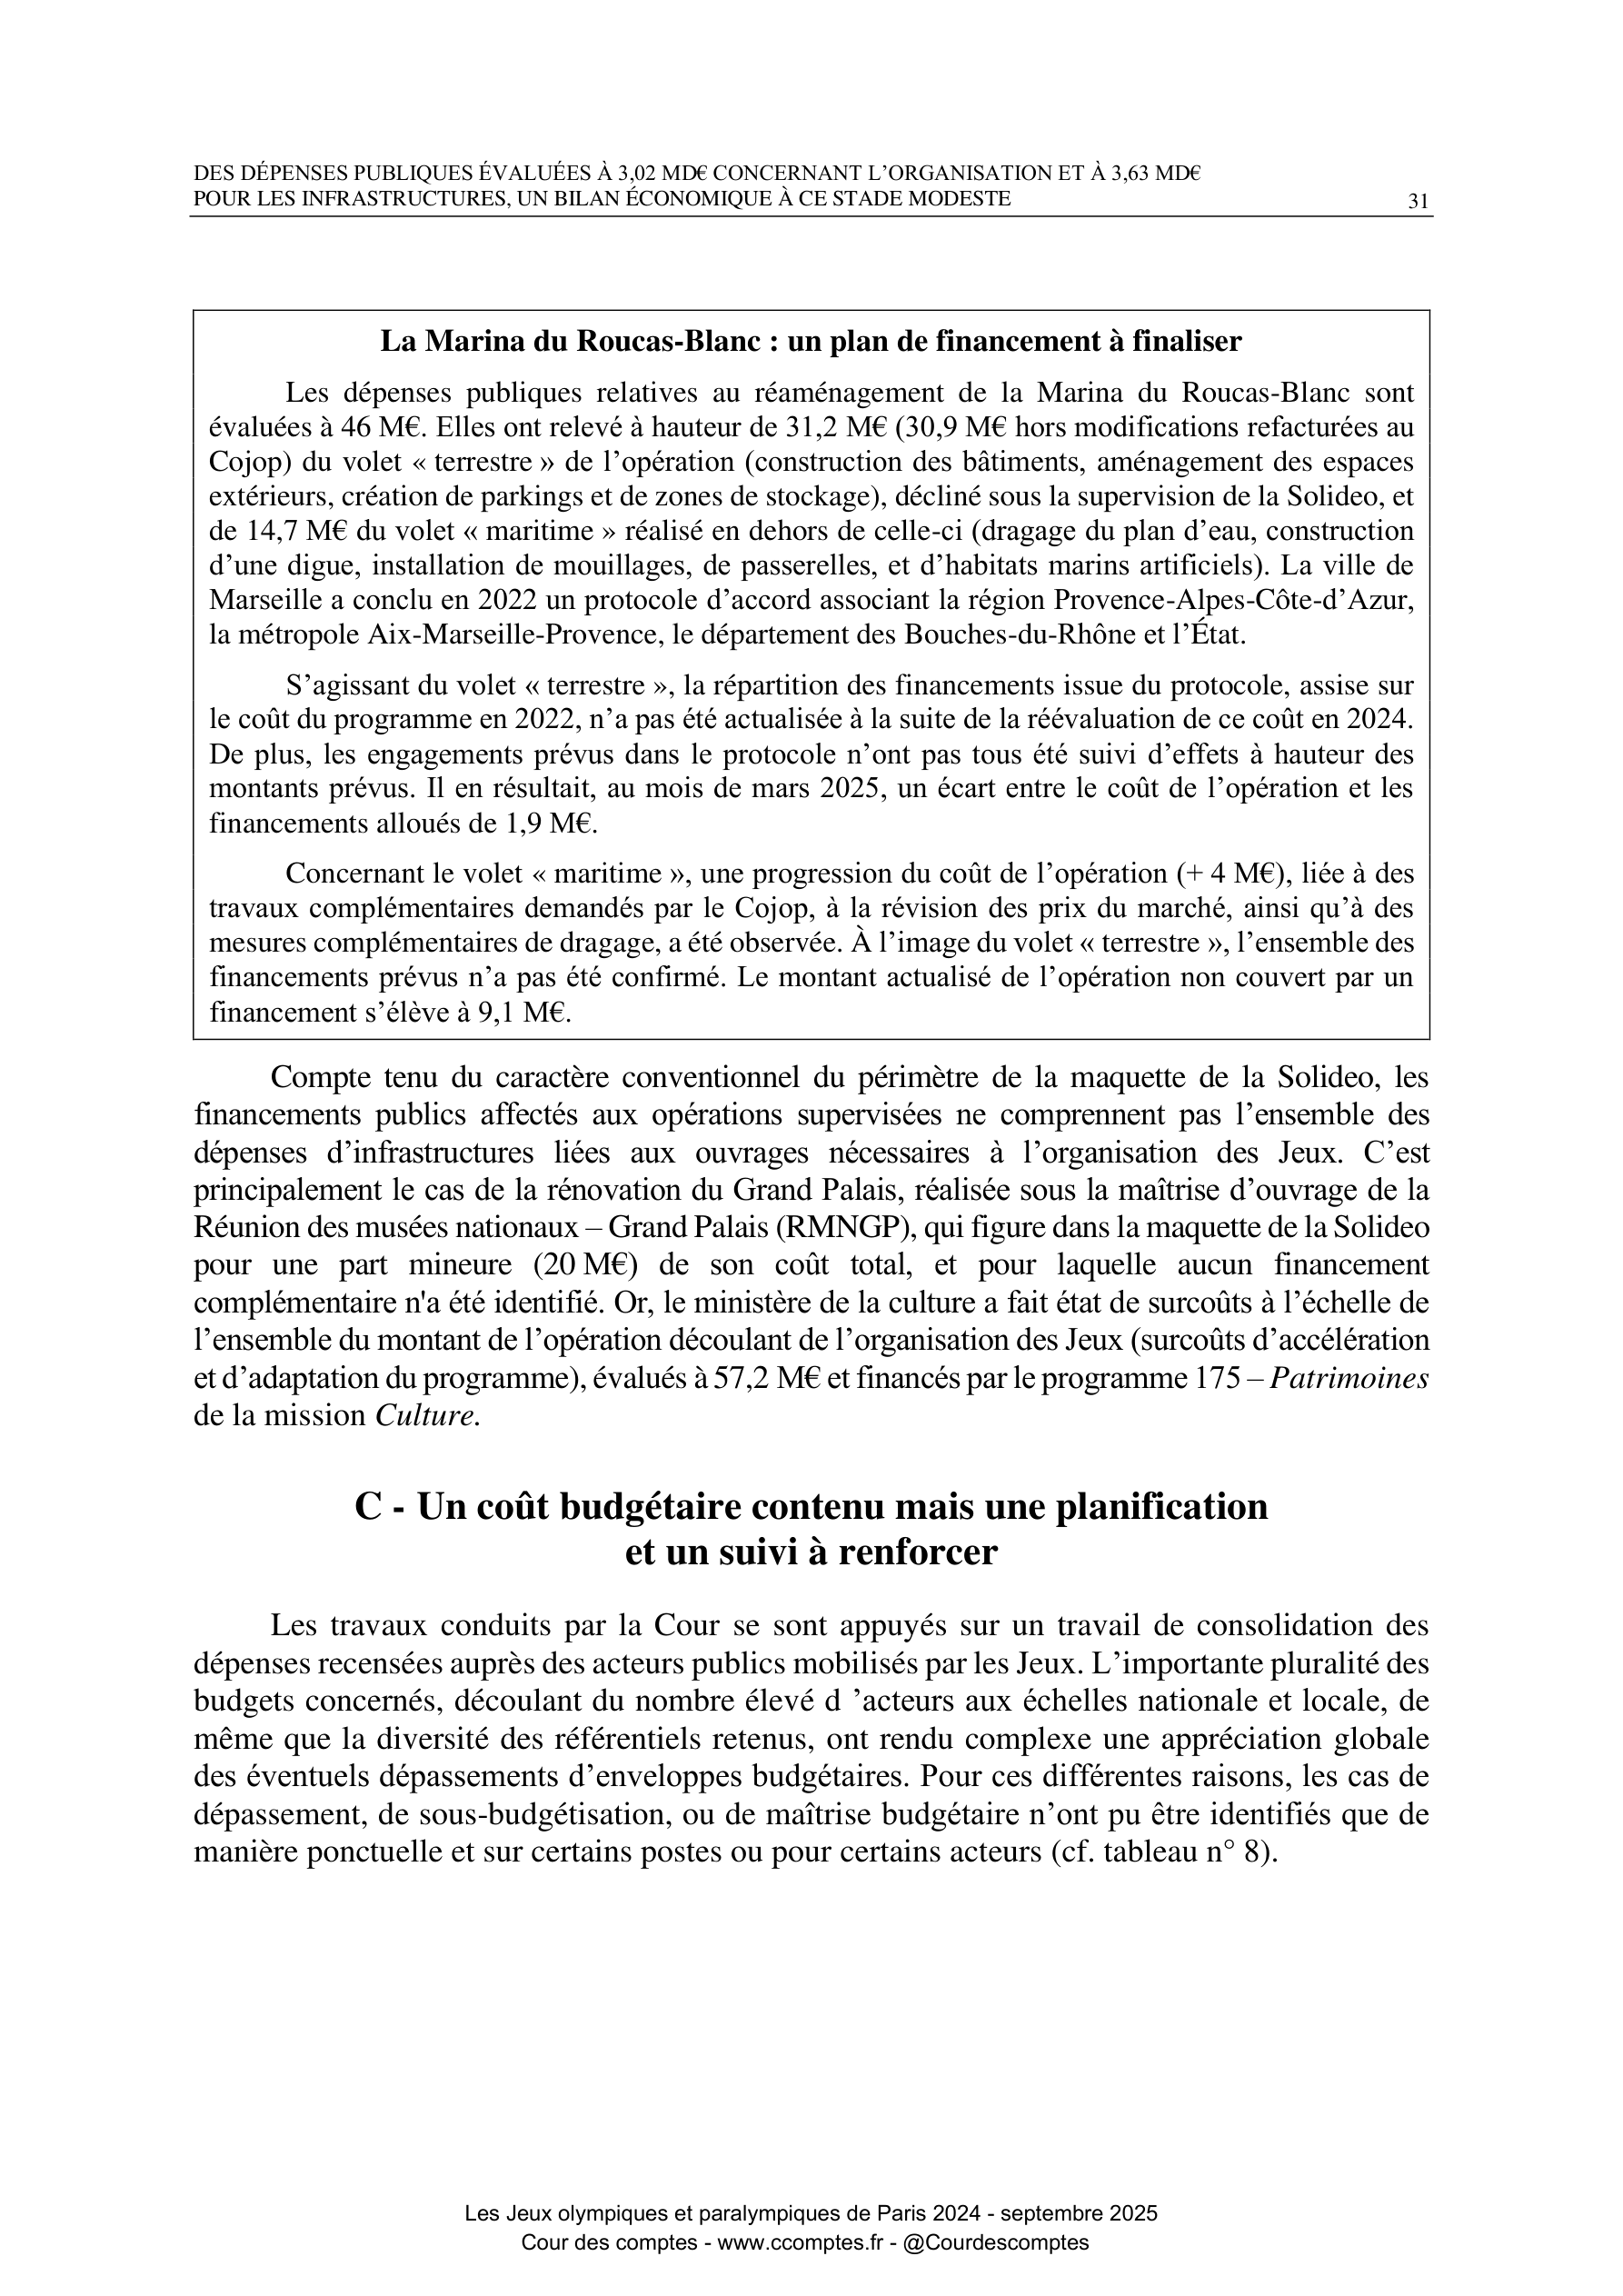 DES DÉPENSES PUBLIQUES ÉVALUÉES À 3,02 MD€ CONCERNANT L’ORGANISATION ET À 3,63 MD€
POUR LES INFRASTRUCTURES, UN BILAN ÉCONOMIQUE À CE STADE MODESTE 31
La Marina du Roucas-Blanc : un plan de financement à finaliser
Les dépenses publiques relatives au réaménagement de la Marina du Roucas-Blanc sont
évaluées à 46 M€. Elles ont relevé à hauteur de 31,2 M€ (30,9 M€ hors modifications refacturées au
Cojop) du volet « terrestre » de l’opération (construction des bâtiments, aménagement des espaces
extérieurs, création de parkings et de zones de stockage), décliné sous la supervision de la Solideo, et
de 14,7 M€ du volet « maritime » réalisé en dehors de celle-ci (dragage du plan d’eau, construction
d’une digue, installation de mouillages, de passerelles, et d’habitats marins artificiels). La ville de
Marseille a conclu en 2022 un protocole d’accord associant la région Provence-Alpes-Côte-d’Azur,
la métropole Aix-Marseille-Provence, le département des Bouches-du-Rhône et l’État.
S’agissant du volet « terrestre », la répartition des financements issue du protocole, assise sur
le coût du programme en 2022, n’a pas été actualisée à la suite de la réévaluation de ce coût en 2024.
De plus, les engagements prévus dans le protocole n’ont pas tous été suivi d’effets à hauteur des
montants prévus. Il en résultait, au mois de mars 2025, un écart entre le coût de l’opération et les
financements alloués de 1,9 M€.
Concernant le volet « maritime », une progression du coût de l’opération (+ 4 M€), liée à des
travaux complémentaires demandés par le Cojop, à la révision des prix du marché, ainsi qu’à des
mesures complémentaires de dragage, a été observée. À l’image du volet « terrestre », l’ensemble des
financements prévus n’a pas été confirmé. Le montant actualisé de l’opération non couvert par un
financement s’élève à 9,1 M€.
Compte tenu du caractère conventionnel du périmètre de la maquette de la Solideo, les
financements publics affectés aux opérations supervisées ne comprennent pas l’ensemble des
dépenses d’infrastructures liées aux ouvrages nécessaires à l’organisation des Jeux. C’est
principalement le cas de la rénovation du Grand Palais, réalisée sous la maîtrise d’ouvrage de la
Réunion des musées nationaux – Grand Palais (RMNGP), qui figure dans la maquette de la Solideo
pour une part mineure (20 M€) de son coût total, et pour laquelle aucun financement
complémentaire n'a été identifié. Or, le ministère de la culture a fait état de surcoûts à l’échelle de
l’ensemble du montant de l’opération découlant de l’organisation des Jeux (surcoûts d’accélération
et d’adaptation du programme), évalués à 57,2 M€ et financés par le programme 175 – Patrimoines
de la mission Culture.
C - Un coût budgétaire contenu mais une planification
et un suivi à renforcer
Les travaux conduits par la Cour se sont appuyés sur un travail de consolidation des
dépenses recensées auprès des acteurs publics mobilisés par les Jeux. L’importante pluralité des
budgets concernés, découlant du nombre élevé d ’acteurs aux échelles nationale et locale, de
même que la diversité des référentiels retenus, ont rendu complexe une appréciation globale
des éventuels dépassements d’enveloppes budgétaires. Pour ces différentes raisons, les cas de
dépassement, de sous-budgétisation, ou de maîtrise budgétaire n’ont pu être identifiés que de
manière ponctuelle et sur certains postes ou pour certains acteurs (cf. tableau n° 8).
Les Jeux olympiques et paralympiques de Paris 2024 - septembre 2025
Cour des comptes - www.ccomptes.fr - @Courdescomptes